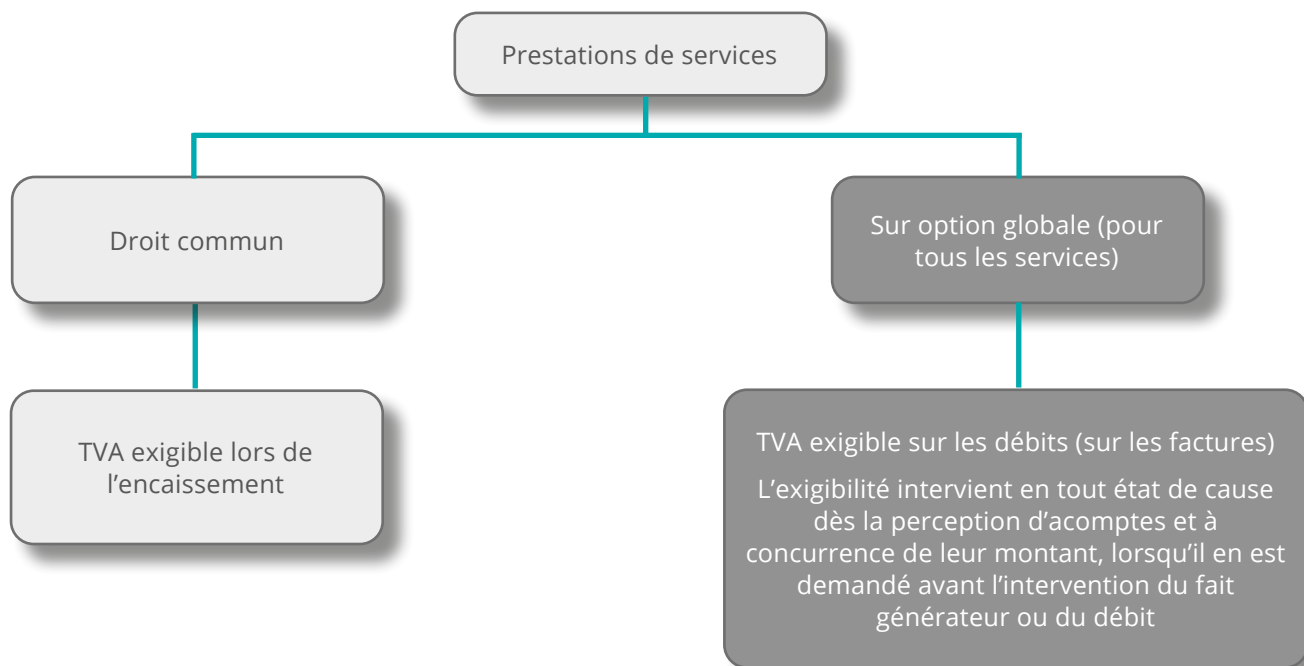 Prestations de services
Droit commun
Sur option globale (pour
tous les services)
TVA exigible lors de
l’encaissement
TVA exigible sur les débits (sur les factures)
L’exigibilité intervient en tout état de cause
dès la perception d’acomptes et à
concurrence de leur montant, lorsqu’il en est
demandé avant l’intervention du fait
générateur ou du débit